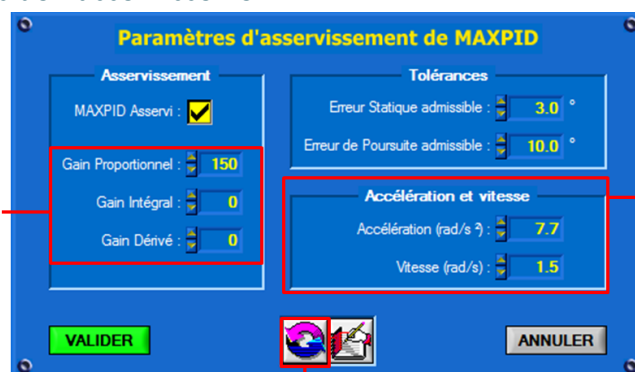 Paramètres d'asservissement de MAXPID
Asservissement
MAXPID Asservi :
Gain Proportionnel : 150
Gain Intégral : 0
Gain Dérivé : 0
Tolérances
Erreur Statique admissible : 3.0 °
Erreur de Poursuite admissible : 10.0 °
Accélération et vitesse
Accélération (rad/s ²) : 7.7
Vitesse (rad/s) : 1.5
VALIDER
ANNULER